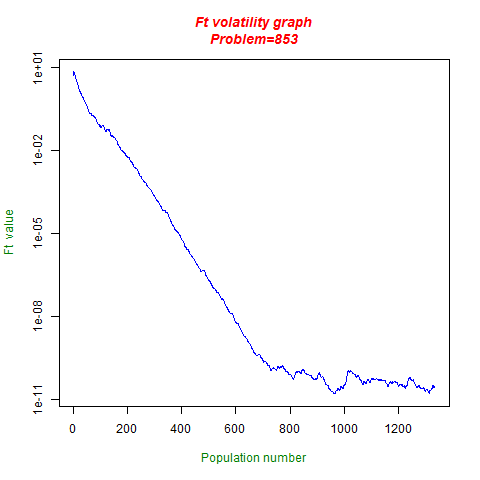 Ft volatility graph
Problem=853
1e+01
1e-02
1e-05
1e-08
1e-11
Ft value
0 200 400 600 800 1000 1200
Population number